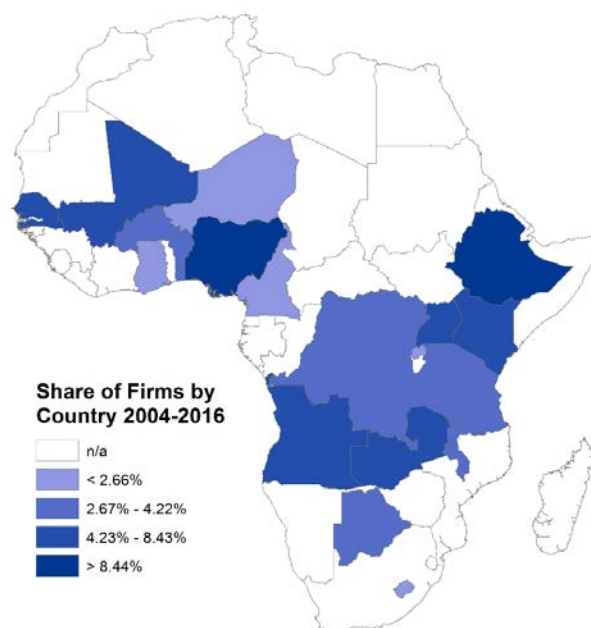 Share of Firms by
Country 2004-2016
n/a
< 2.66%
2.67% - 4.22%
4.23% - 8.43%
> 8.44%